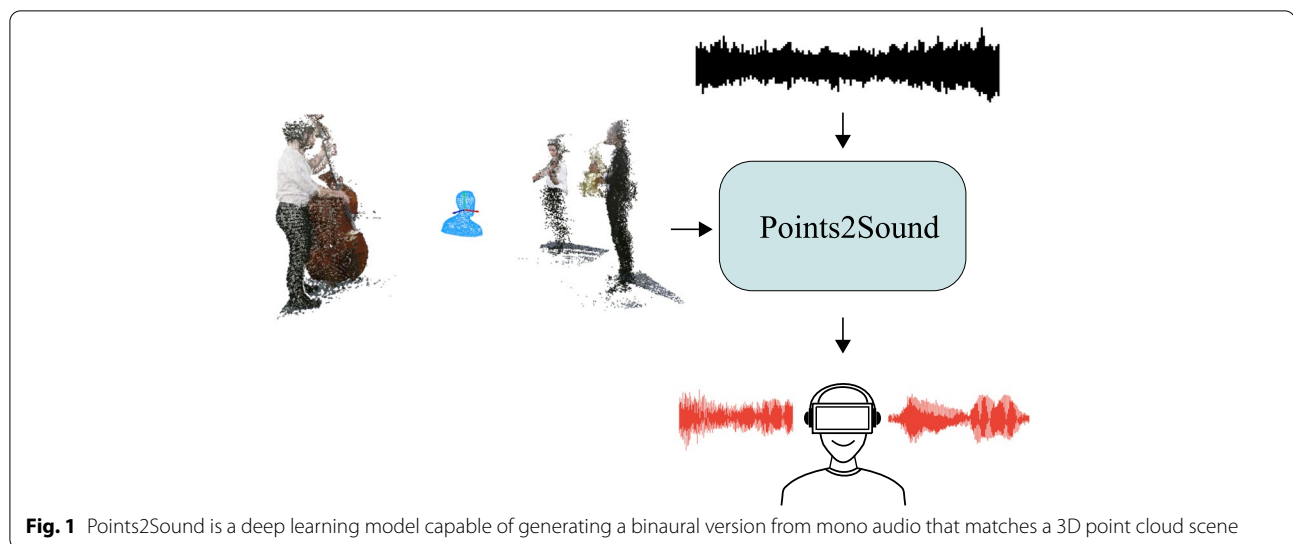 Points2Sound
Fig. 1 Points2Sound is a deep learning model capable of generating a binaural version from mono audio that matches a 3D point cloud scene